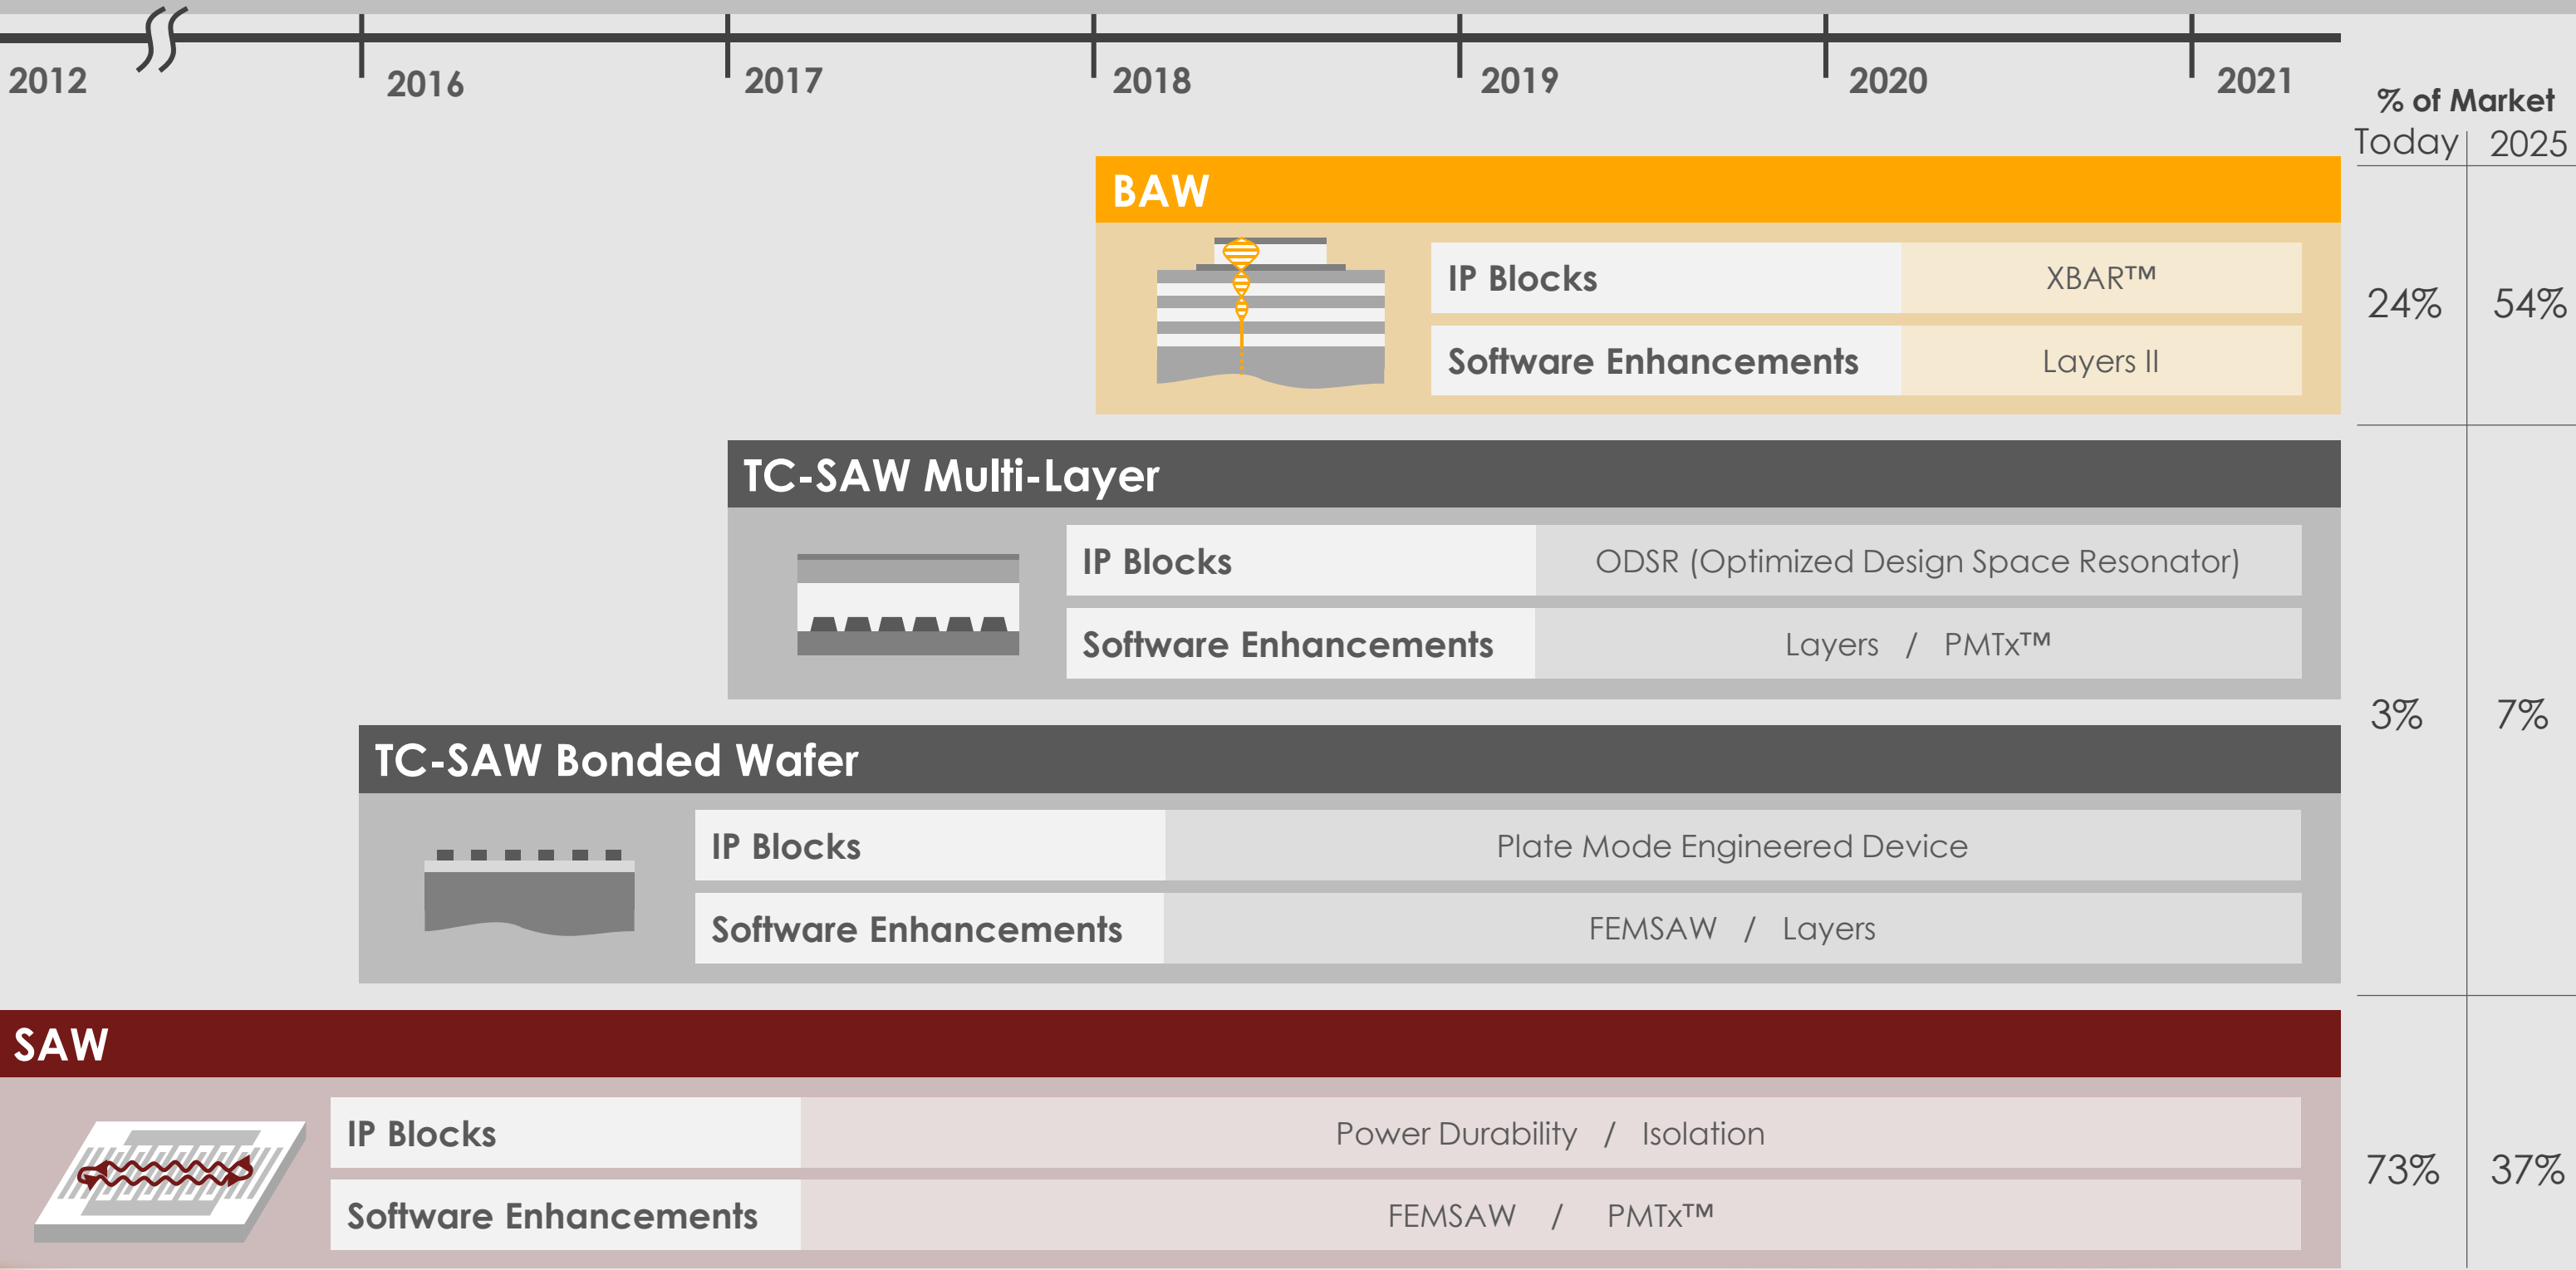 2012 2016 2017 2018 2019 2020 2021
% of Market
Today 2025
BAW
IP Blocks XBAR™
24% 54%
Software Enhancements Layers II
TC-SAW Multi-Layer
IP Blocks ODSR (Optimized Design Space Resonator)
Software Enhancements Layers / PMTx™
3% 7%
TC-SAW Bonded Wafer
IP Blocks Plate Mode Engineered Device
Software Enhancements FEMSAW / Layers
SAW
IP Blocks Power Durability / Isolation
73% 37%
Software Enhancements FEMSAW / PMTx™